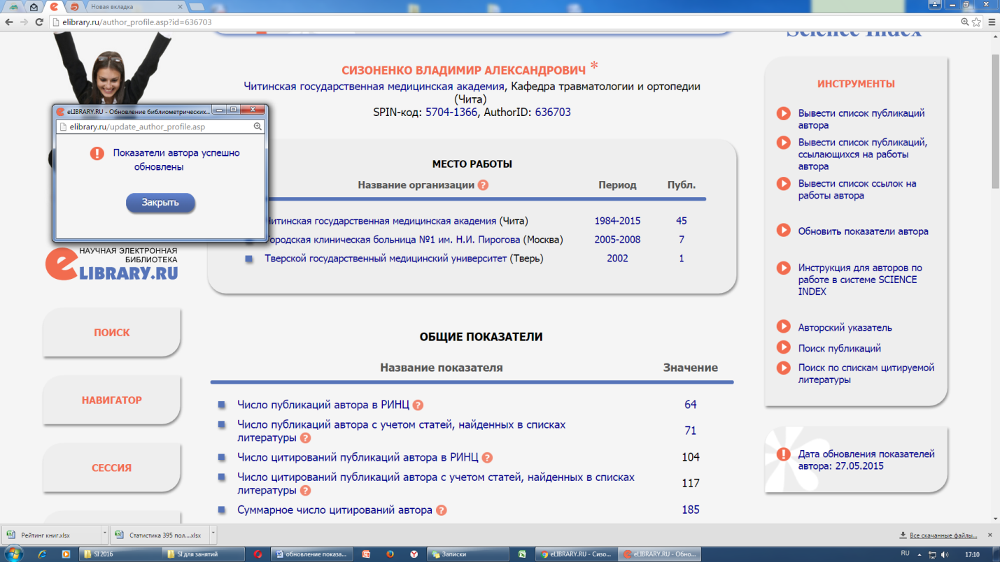 Новая вкладка
elibrary.ru/author_profile.asp?id=636703
Science Index
СИЗОНЕНКО ВЛАДИМИР АЛЕКСАНДРОВИЧ *
Читинская государственная медицинская академия, Кафедра травматологии и ортопедии
(Чита)
SPIN-код: 5704-1366, AuthorID: 636703
eLIBRARY.RU - Обновление библиометрических...
elibrary.ru/update_author_profile.asp
Показатели автора успешно
обновлены
Закрыть
НАУЧНАЯ ЭЛЕКТРОННАЯ
БИБЛИОТЕКА
eLIBRARY.RU
ПОИСК
НАВИГАТОР
СЕССИЯ
МЕСТО РАБОТЫ
Название организации ? Период Публ.
Читинская государственная медицинская академия (Чита) 1984-2015 45
Городская клиническая больница №1 им. Н.И. Пирогова (Москва) 2005-2008 7
Тверской государственный медицинский университет (Тверь) 2002 1
ОБЩИЕ ПОКАЗАТЕЛИ
Название показателя Значение
Число публикаций автора в РИНЦ ? 64
Число публикаций автора с учетом статей, найденных в списках
литературы ? 71
Число цитирований публикаций автора в РИНЦ ? 104
Число цитирований публикаций автора с учетом статей, найденных в списках
литературы ? 117
Суммарное число цитирований автора ? 185
ИНСТРУМЕНТЫ
Вывести список публикаций
автора
Вывести список публикаций,
ссылающихся на работы
автора
Вывести список ссылок на
работы автора
Обновить показатели автора
Инструкция для авторов по
работе в системе SCIENCE
INDEX
Авторский указатель
Поиск публикаций
Поиск по спискам цитируемой
литературы
Дата обновления показателей
автора: 27.05.2015
Рейтинг книг.xlsx
Статистика 395 пол....xlsx
Все скачанные файлы...
SI 2016
SI для занятий
обновление показа...
Записки
eLIBRARY.RU - Сизо...
eLIBRARY.RU - Обно...
RU
17:10